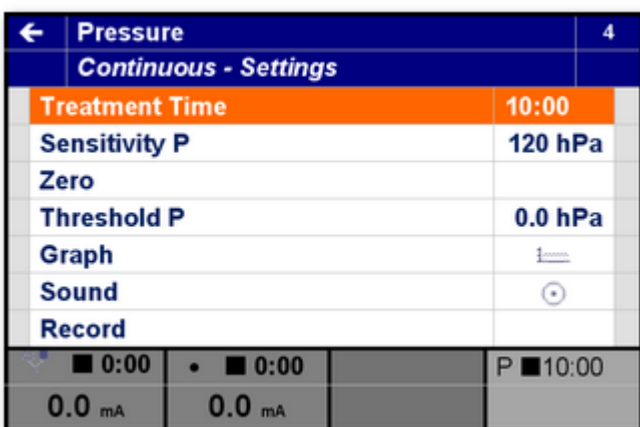 Pressure 4
Continuous - Settings
Treatment Time 10:00
Sensitivity P 120 hPa
Zero
Threshold P 0.0 hPa
Graph 1
Sound
Record
0:00 0:00 P 10:00
0.0 mA 0.0 mA